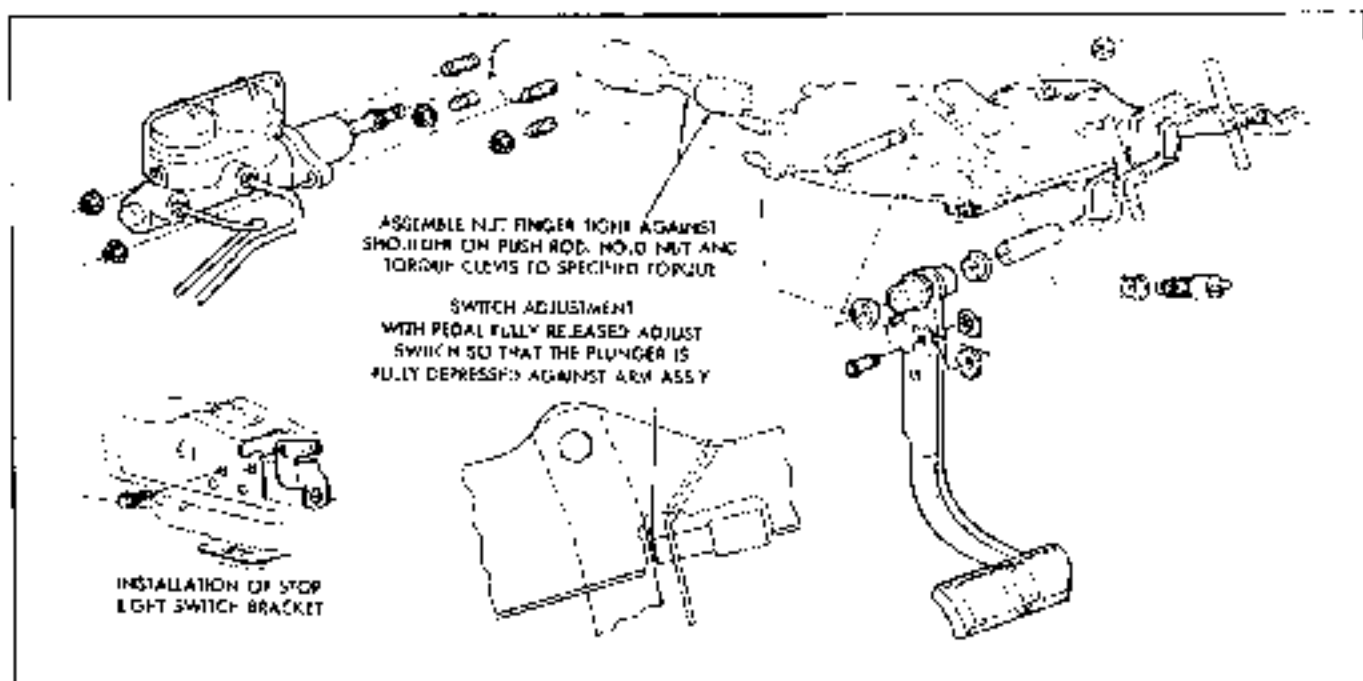 ASSEMBLE NUT FINGER TIGHT AGAINST
SHOULDER ON PUSH ROD. HOLD NUT AND
TORQUE CLEVIS TO SPECIFIED TORQUE
SWITCH ADJUSTMENT
WITH PEDAL FULLY RELEASED ADJUST
SWITCH SO THAT THE PLUNGER IS
FULLY DEPRESSED AGAINST ARM ASS'Y
INSTALLATION OF STOP
LIGHT SWITCH BRACKET